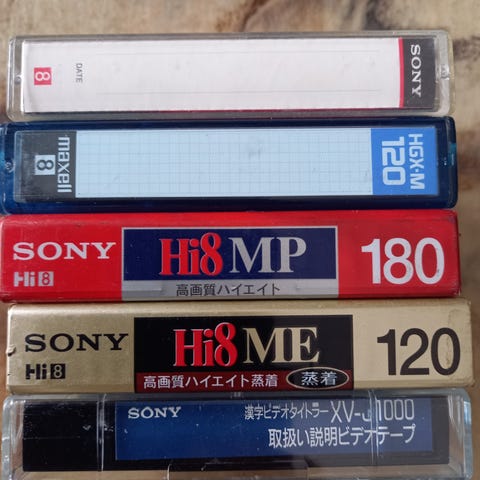 8
DATE
SONY
maxell
8
HGX-M
120
SONY
Hi8
Hi8 MP
高画質ハイエイト
180
SONY
Hi8
Hi8 ME
高画質ハイエイト蒸着
蒸着
120
SONY
漢字ビデオタイトラー XV-J1000
取扱い説明ビデオテープ